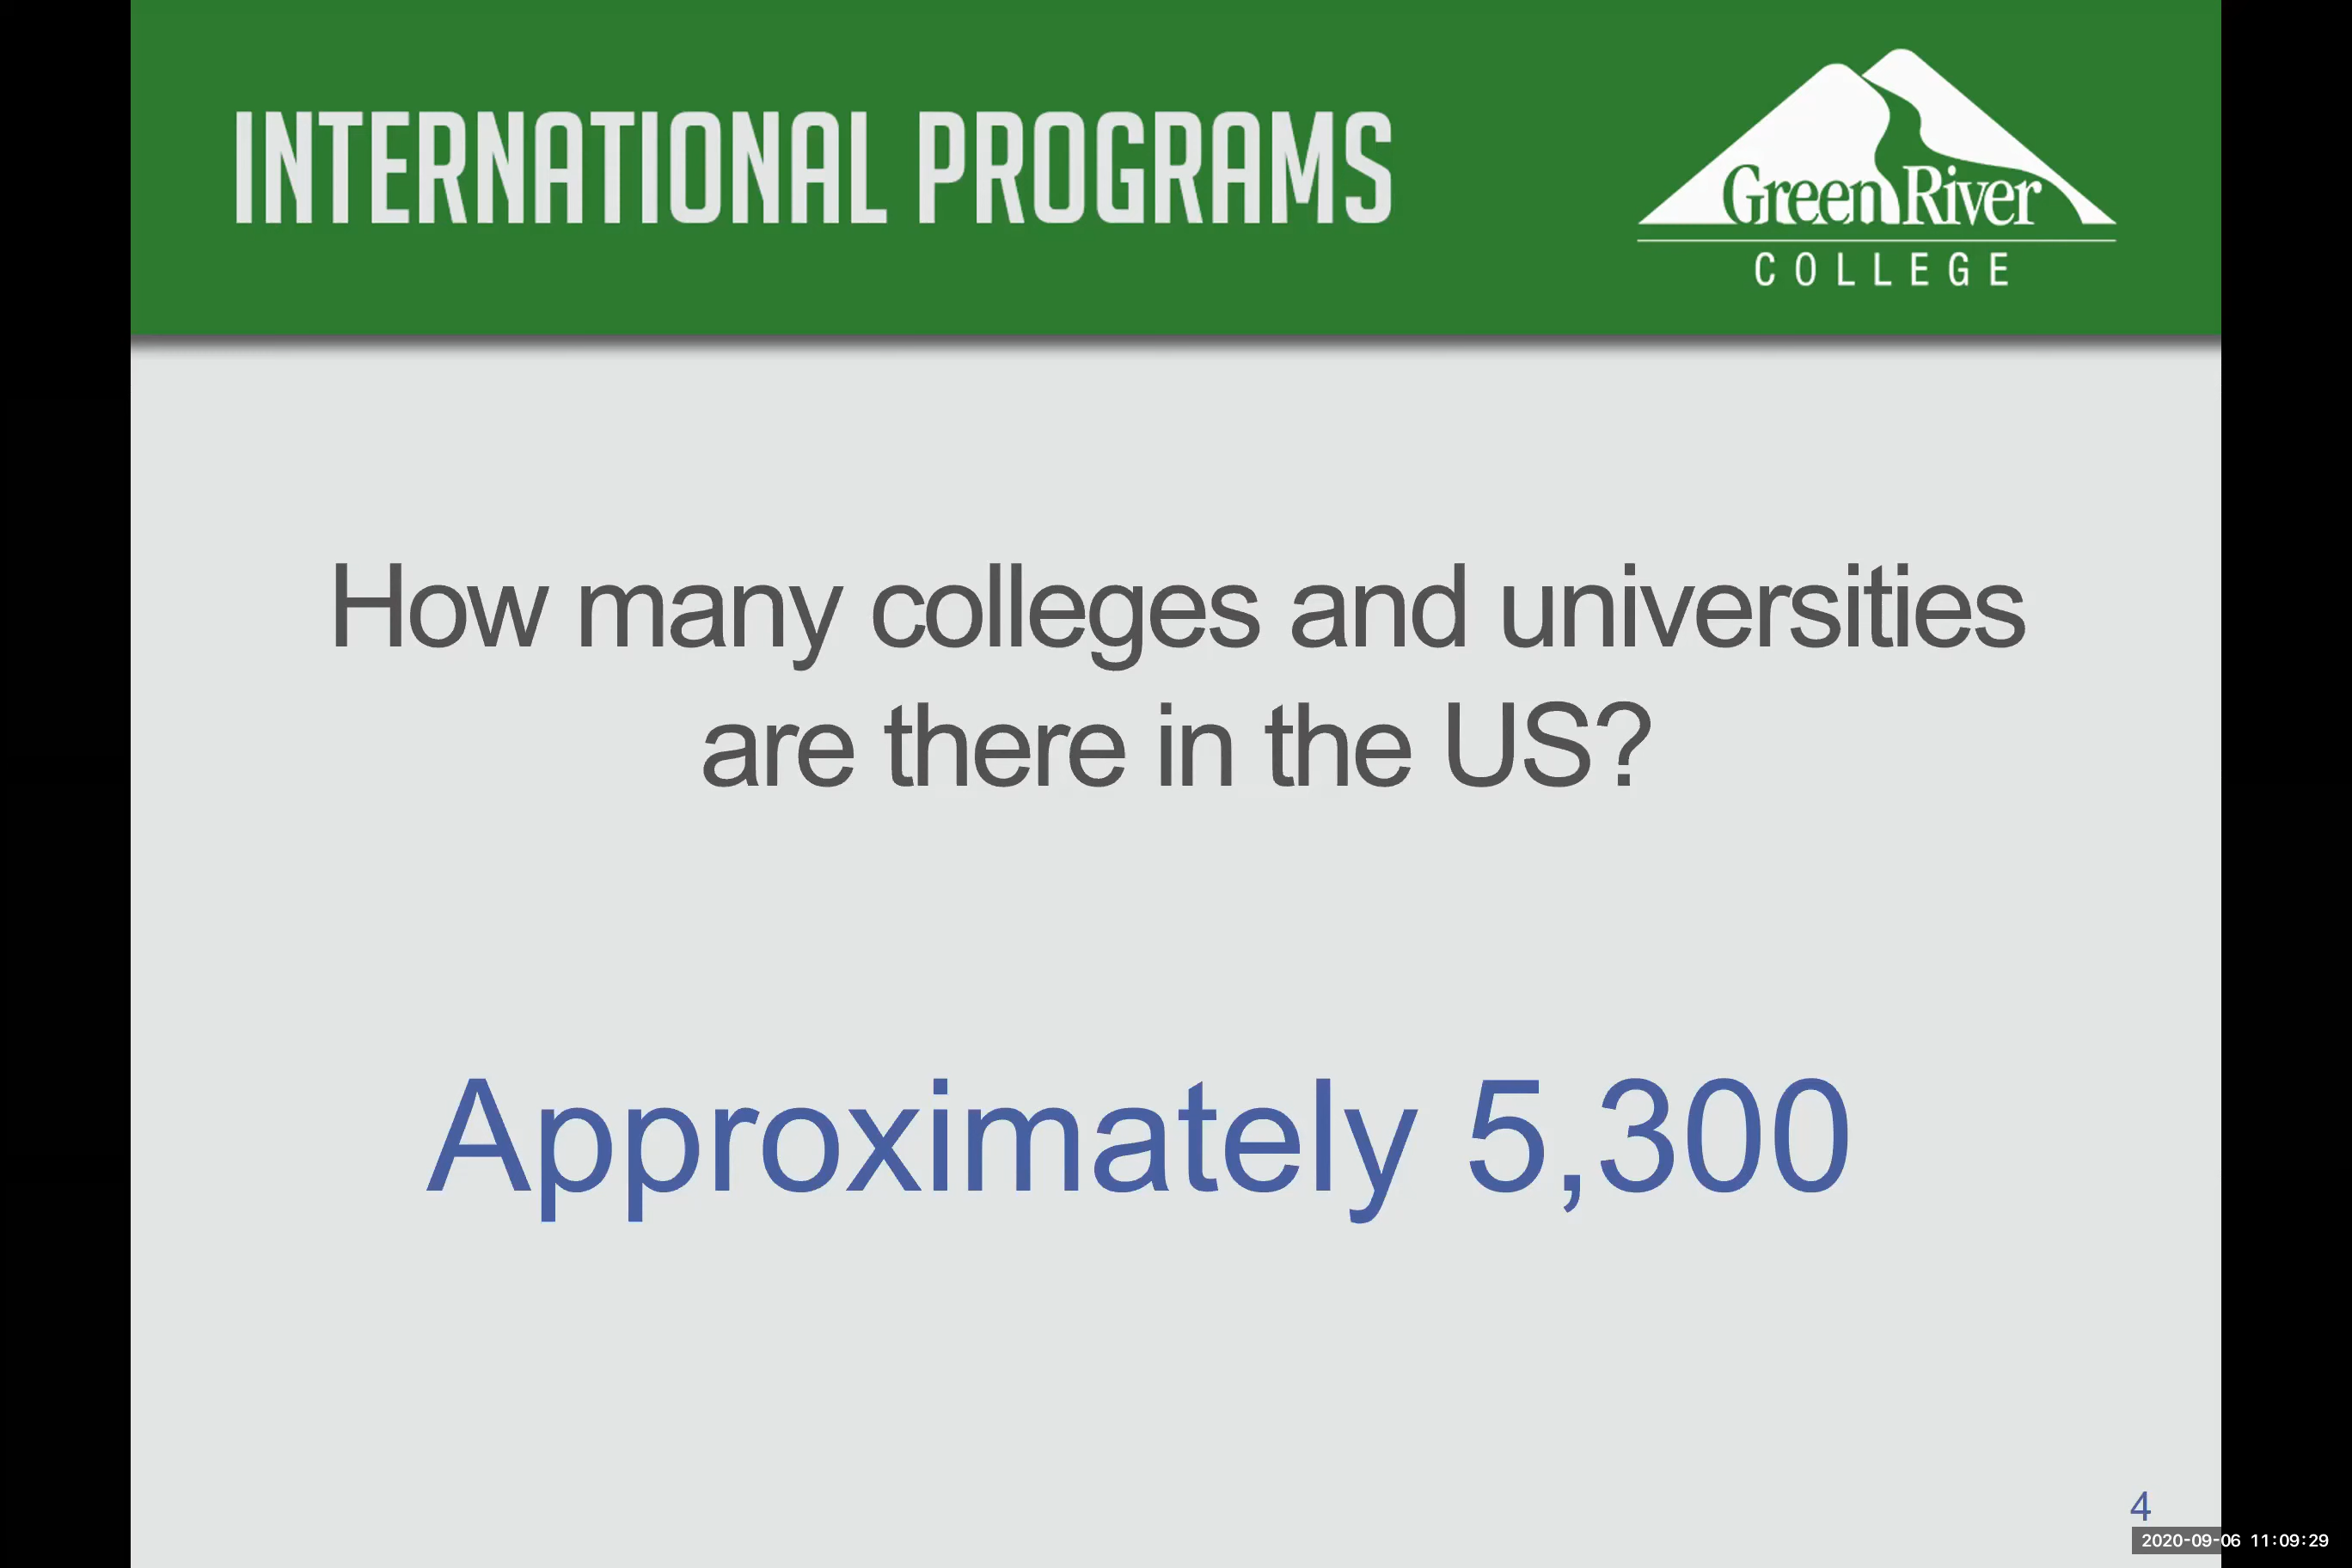 INTERNATIONAL PROGRAMS
Green River
COLLEGE
How many colleges and universities
are there in the US?
Approximately 5,300
4
2020-09-06 11:09:29